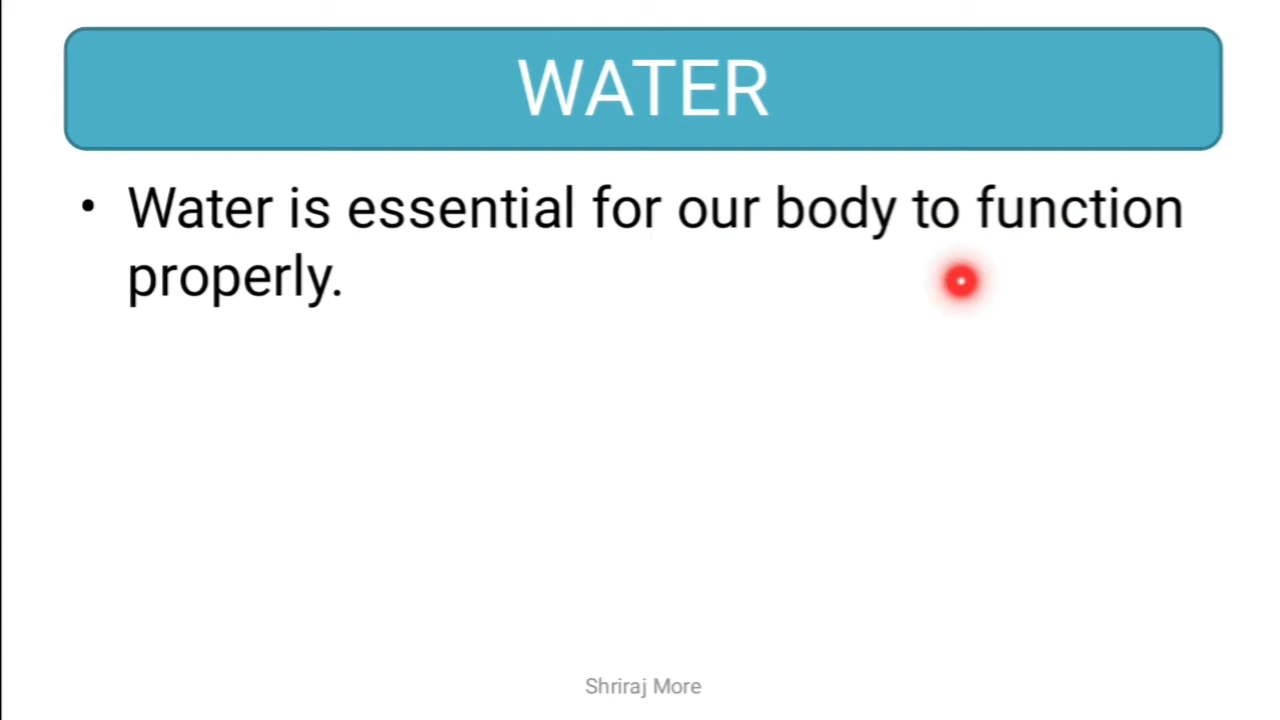 WATER
• Water is essential for our body to function
properly.
Shriraj More